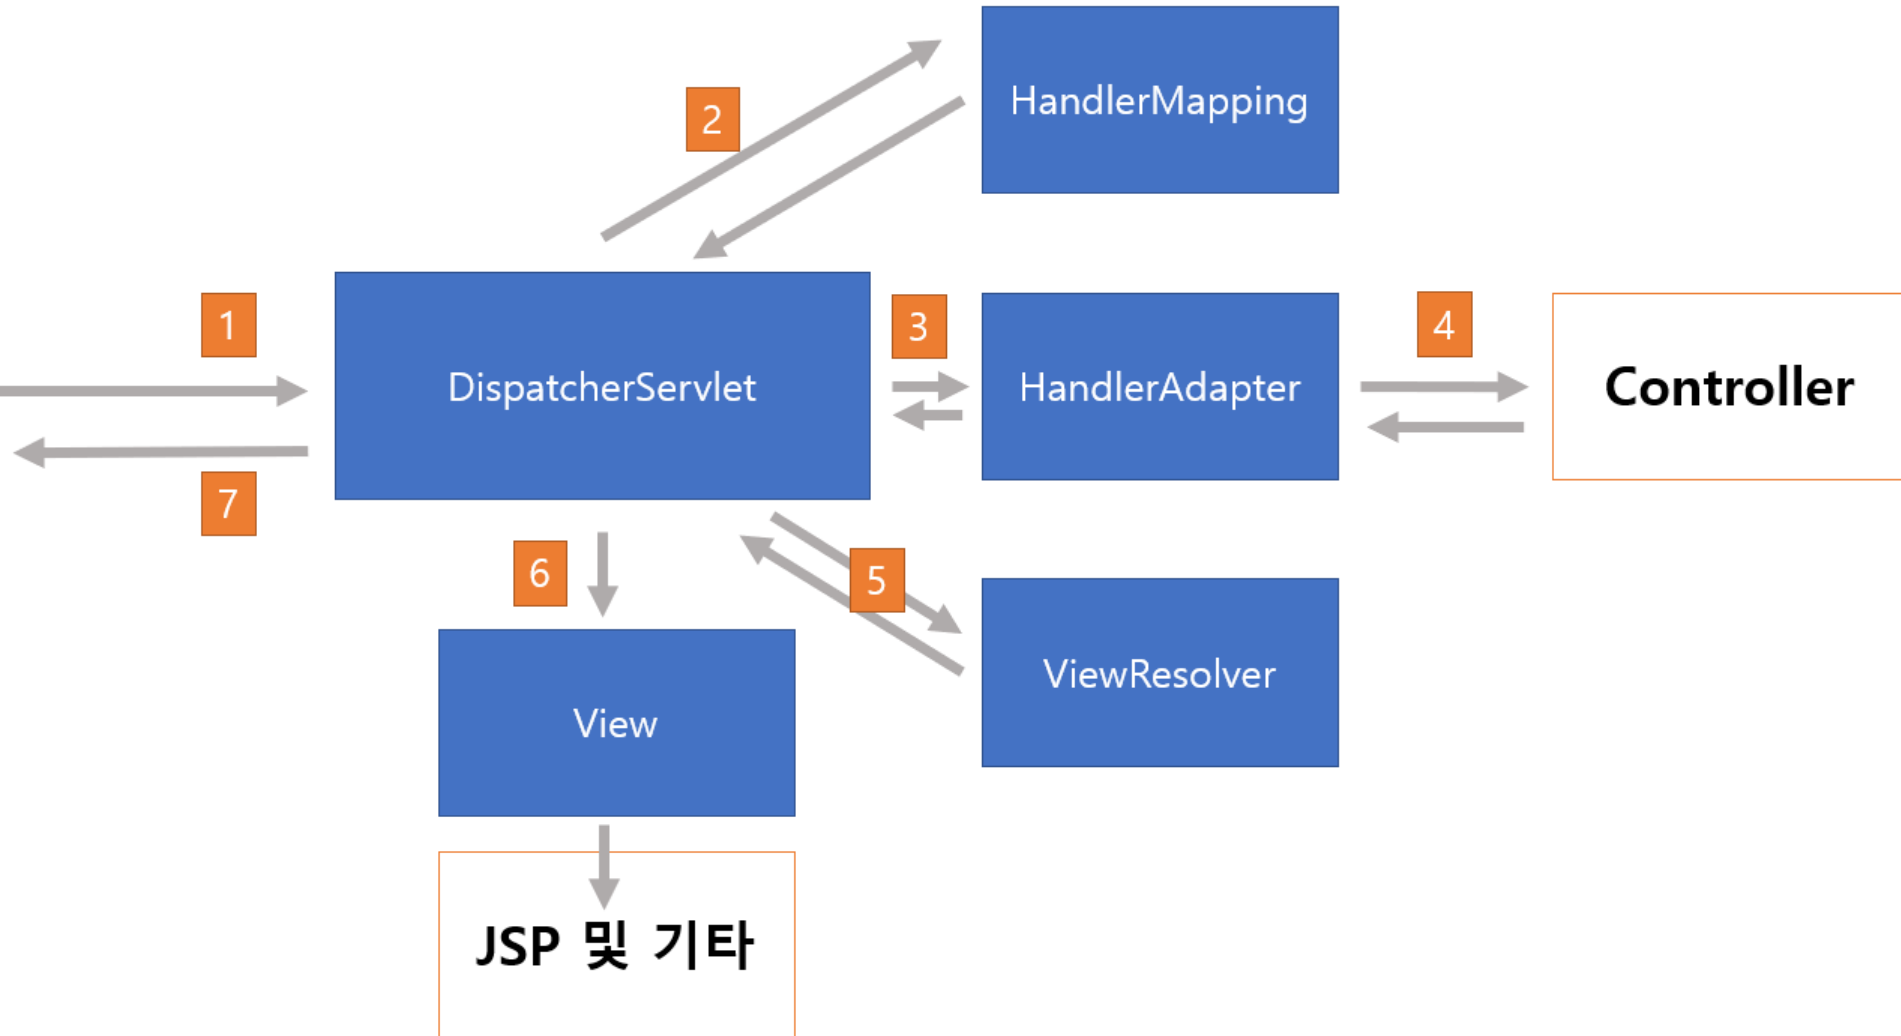 HandlerMapping
2
1
3
4
DispatcherServlet
HandlerAdapter
Controller
7
6
5
ViewResolver
View
JSP 및 기타